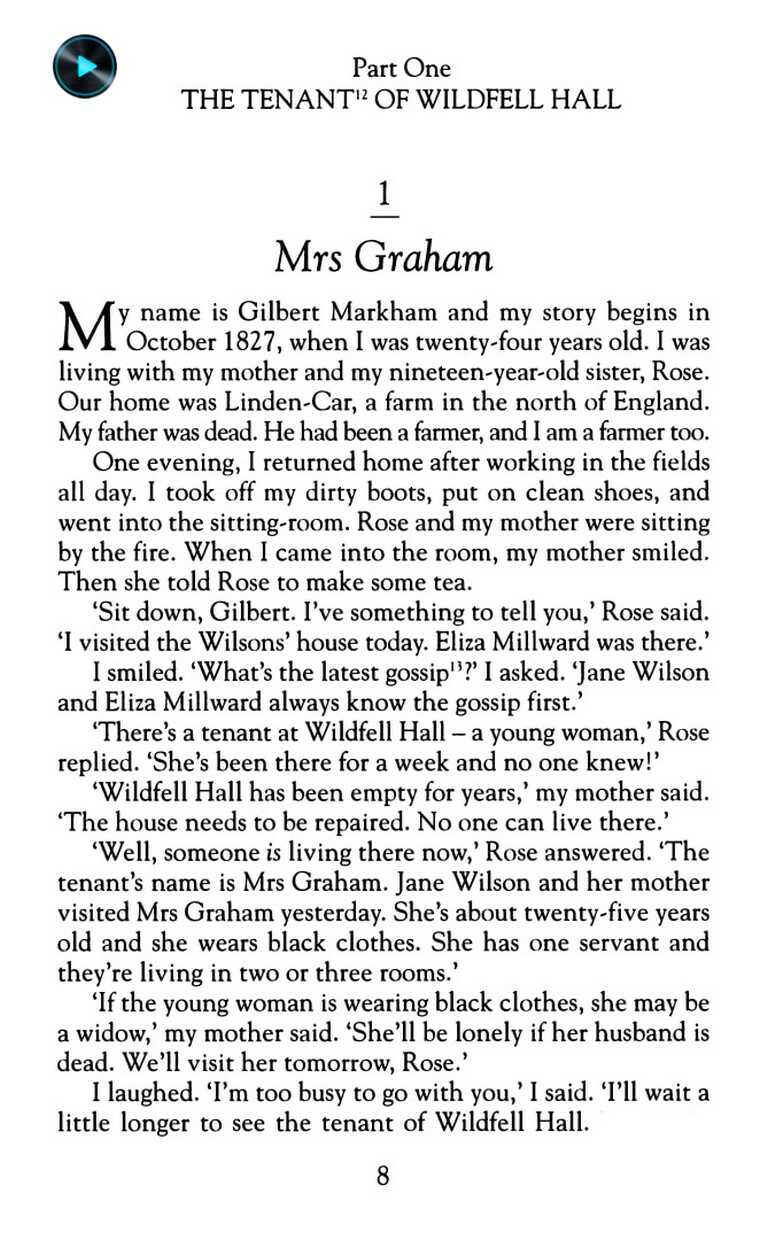 Part One
THE TENANT¹² OF WILDFELL HALL
1
Mrs Graham
My name is Gilbert Markham and my story begins in
October 1827, when I was twenty-four years old. I was
living with my mother and my nineteen-year-old sister, Rose.
Our home was Linden-Car, a farm in the north of England.
My father was dead. He had been a farmer, and I am a farmer too.
One evening, I returned home after working in the fields
all day. I took off my dirty boots, put on clean shoes, and
went into the sitting-room. Rose and my mother were sitting
by the fire. When I came into the room, my mother smiled.
Then she told Rose to make some tea.
‘Sit down, Gilbert. I’ve something to tell you,’ Rose said.
‘I visited the Wilsons’ house today. Eliza Millward was there.’
I smiled. ‘What’s the latest gossip¹³?’ I asked. ‘Jane Wilson
and Eliza Millward always know the gossip first.’
‘There’s a tenant at Wildfell Hall – a young woman,’ Rose
replied. ‘She’s been there for a week and no one knew!’
‘Wildfell Hall has been empty for years,’ my mother said.
‘The house needs to be repaired. No one can live there.’
‘Well, someone is living there now,’ Rose answered. ‘The
tenant’s name is Mrs Graham. Jane Wilson and her mother
visited Mrs Graham yesterday. She’s about twenty-five years
old and she wears black clothes. She has one servant and
they’re living in two or three rooms.’
‘If the young woman is wearing black clothes, she may be
a widow,’ my mother said. ‘She’ll be lonely if her husband is
dead. We’ll visit her tomorrow, Rose.’
I laughed. ‘I’m too busy to go with you,’ I said. ‘I’ll wait a
little longer to see the tenant of Wildfell Hall.
8